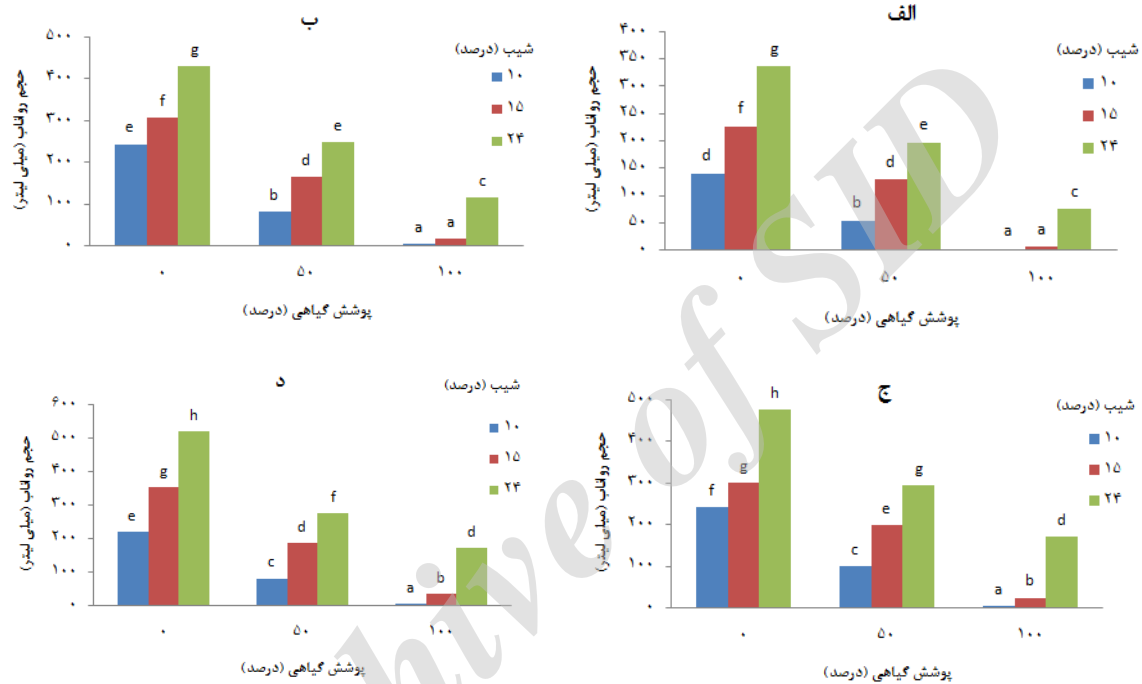 الف
شیب (درصد)
۱۰
۱۵
۲۴
حجم رواناب (میلی لیتر)
۴۰۰
۳۵۰
۳۰۰
۲۵۰
۲۰۰
۱۵۰
۱۰۰
۵۰
۰
d f g b d e a a c
۰ ۵۰ ۱۰۰
پوشش گیاهی (درصد)
ب
شیب (درصد)
۱۰
۱۵
۲۴
حجم رواناب (میلی لیتر)
۵۰۰
۴۰۰
۳۰۰
۲۰۰
۱۰۰
۰
e f g b d e a a c
۰ ۵۰ ۱۰۰
پوشش گیاهی (درصد)
ج
شیب (درصد)
۱۰
۱۵
۲۴
حجم رواناب (میلی لیتر)
۵۰۰
۴۰۰
۳۰۰
۲۰۰
۱۰۰
۰
f g h c e g a b d
۰ ۵۰ ۱۰۰
پوشش گیاهی (درصد)
د
شیب (درصد)
۱۰
۱۵
۲۴
حجم رواناب (میلی لیتر)
۶۰۰
۵۰۰
۴۰۰
۳۰۰
۲۰۰
۱۰۰
۰
e g h c d f a b d
۰ ۵۰ ۱۰۰
پوشش گیاهی (درصد)
hive of SID